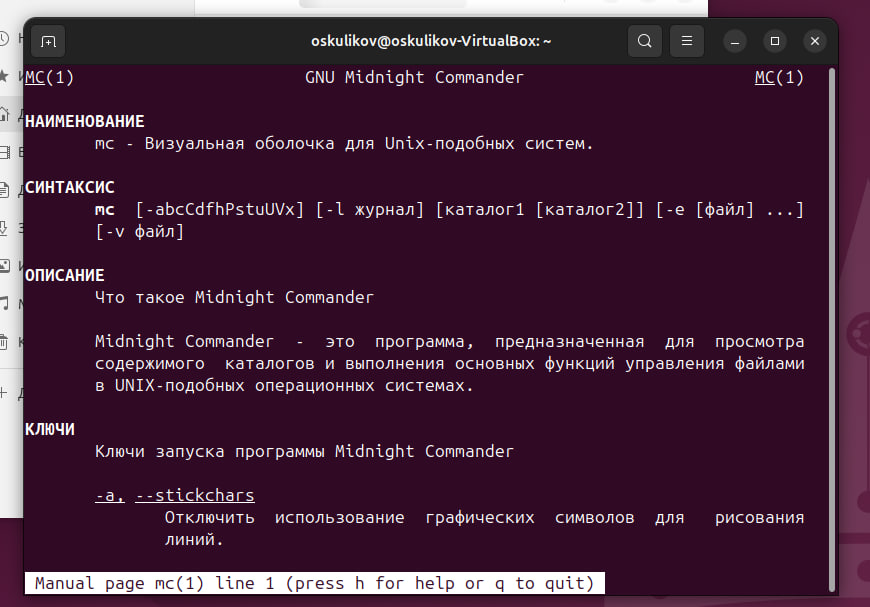 oskulikov@oskulikov-VirtualBox: ~
MC(1) GNU Midnight Commander MC(1)
НАИМЕНОВАНИЕ
mc - Визуальная оболочка для Unix-подобных систем.
СИНТАКСИС
mc [-abcCdfhPstuUVx] [-l журнал] [каталог1 [каталог2]] [-e [файл] ...]
[-v файл]
ОПИСАНИЕ
Что такое Midnight Commander
Midnight Commander - это программа, предназначенная для просмотра
содержимого каталогов и выполнения основных функций управления файлами
в UNIX-подобных операционных системах.
КЛЮЧИ
Ключи запуска программы Midnight Commander
-a, --stickchars
Отключить использование графических символов для рисования
линий.
Manual page mc(1) line 1 (press h for help or q to quit)